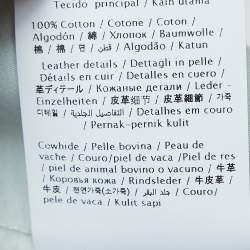 Tecido principal / Kain utama
100% Cotton / Cotone / Coton /
Algodón / 綿 / Хлопок / Baumwolle /
棉 / 棉 / 면 / قطن / Algodão / Katun
Leather details / Dettagli in pelle /
Détails en cuir / Detalles en cuero /
革ディテール / Кожаные детали / Leder -
Einzelheiten / 皮革细节 / 皮革細節 / 가죽
디테일 / التفاصيل الجلدية / Detalhes em couro /
Pernak-pernik kulit
Cowhide / Pelle bovina / Peau de
vache / Couro/piel de vaca / Piel de res
/ piel de animal bovino o vacuno / 牛革
/ Коровья кожа / Rindsleder / 牛皮革 /
牛皮 / 천연가죽(소가죽) / جلد البقر / Couro/
pele de vaca / Kulit sapi